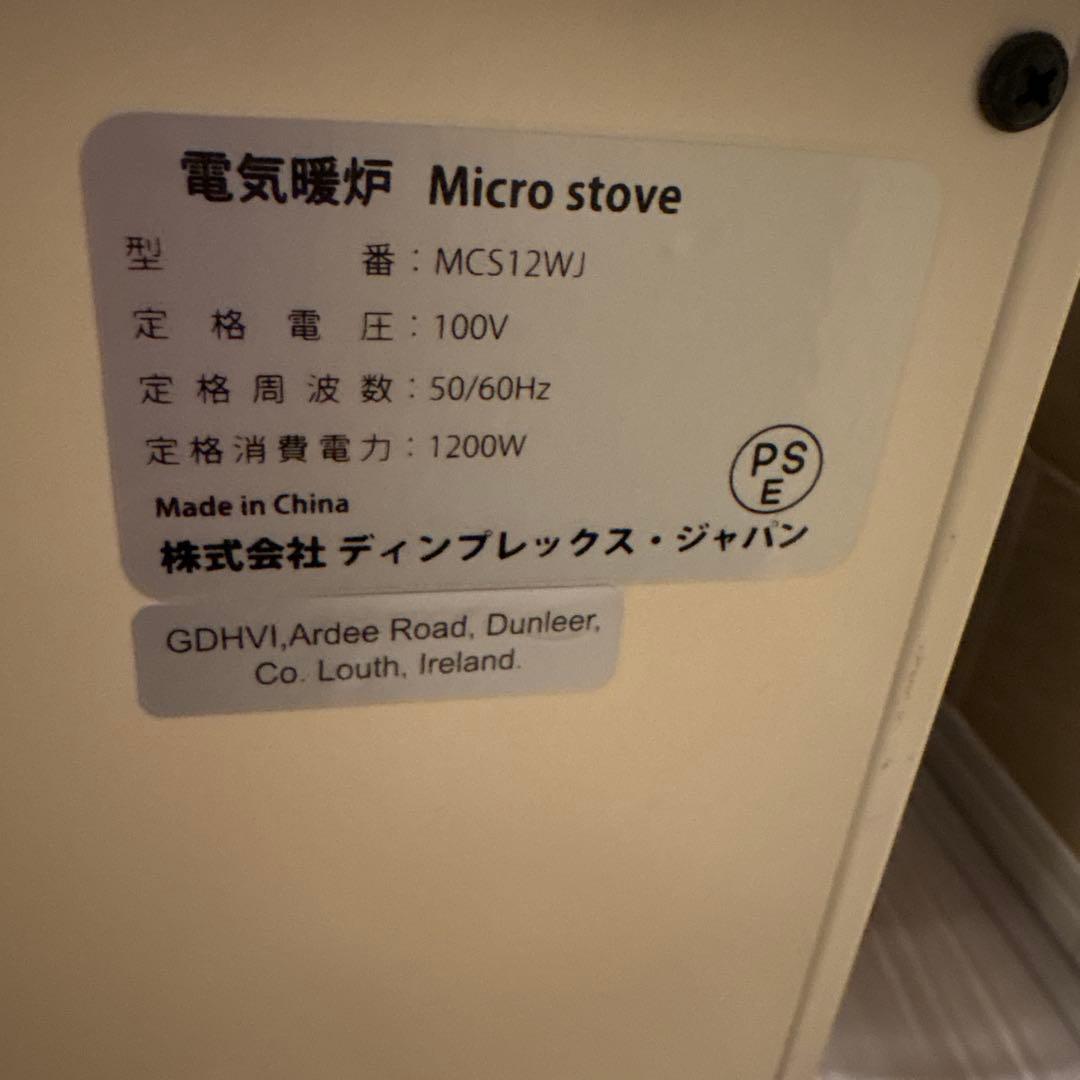 電気暖炉 Micro stove
型番：MCS12WJ
定格電圧：100V
定格周波数：50/60Hz
定格消費電力：1200W
PS
E
Made in China
株式会社 ディンプレックス・ジャパン
GDHVI,Ardee Road, Dunleer,
Co. Louth, Ireland.